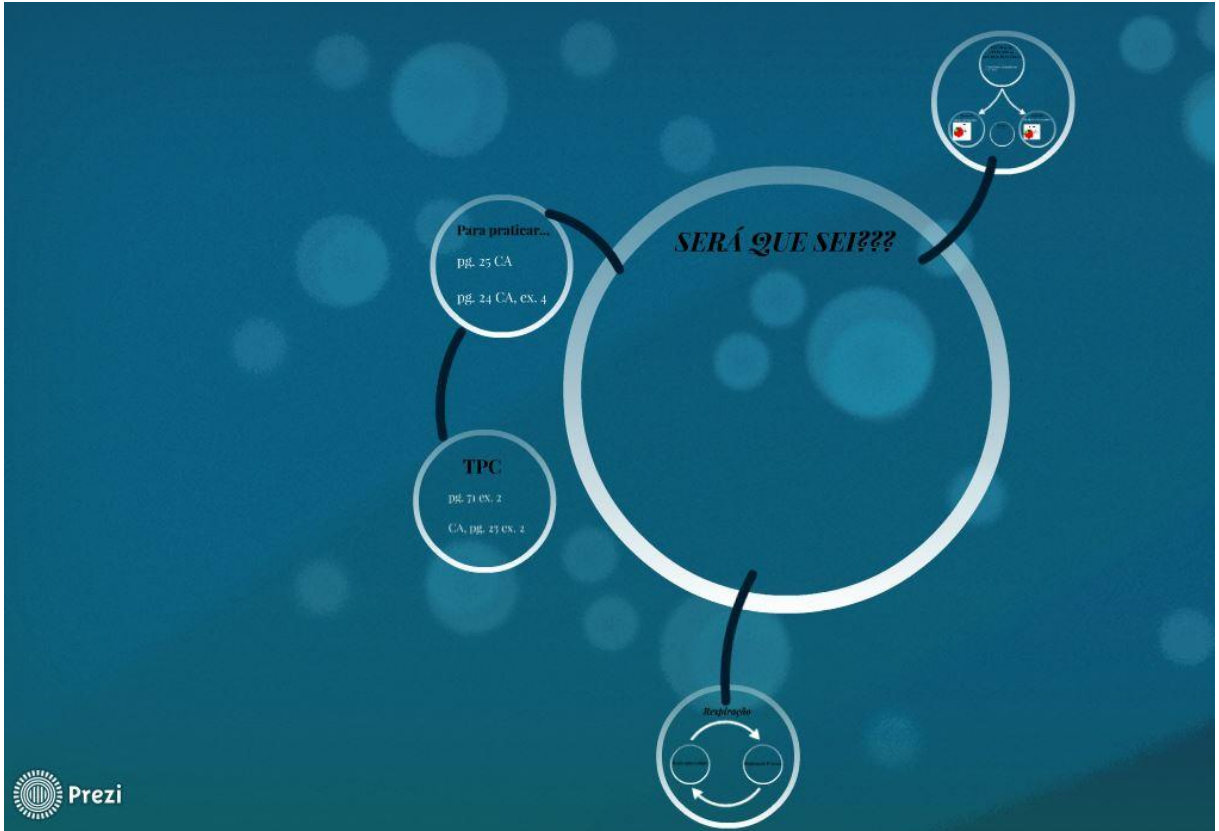 SERÁ QUE SEI???
Para praticar...
pg. 25 CA
pg. 24 CA, ex. 4
TPC
pg. 71 ex. 2
CA, pg. 23 ex. 2
Respiração
Prezi